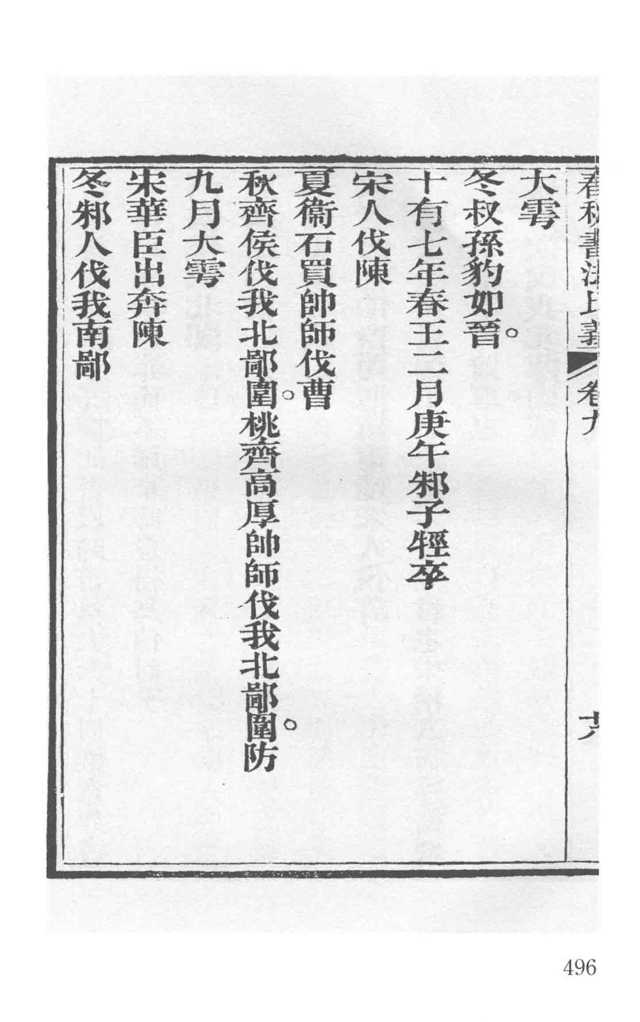 春秋書法比義 卷九 十六
大雩
冬叔孫豹如晉。
十有七年春王二月庚午邾子牼卒
宋人伐陳
夏衞石買帥師伐曹
秋齊侯伐我北鄙圍。桃齊高厚帥師伐我北鄙圍。防
九月大雩
宋華臣出奔陳
冬邾人伐我南鄙
496